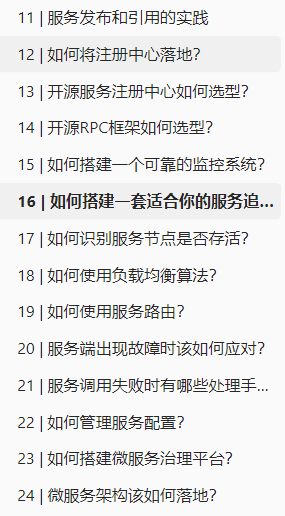 11 | 服务发布和引用的实践
12 | 如何将注册中心落地?
13 | 开源服务注册中心如何选型?
14 | 开源RPC框架如何选型?
15 | 如何搭建一个可靠的监控系统?
16 | 如何搭建一套适合你的服务追...
17 | 如何识别服务节点是否存活?
18 | 如何使用负载均衡算法?
19 | 如何使用服务路由?
20 | 服务端出现故障时该如何应对?
21 | 服务调用失败时有哪些处理手...
22 | 如何管理服务配置?
23 | 如何搭建微服务治理平台?
24 | 微服务架构该如何落地?